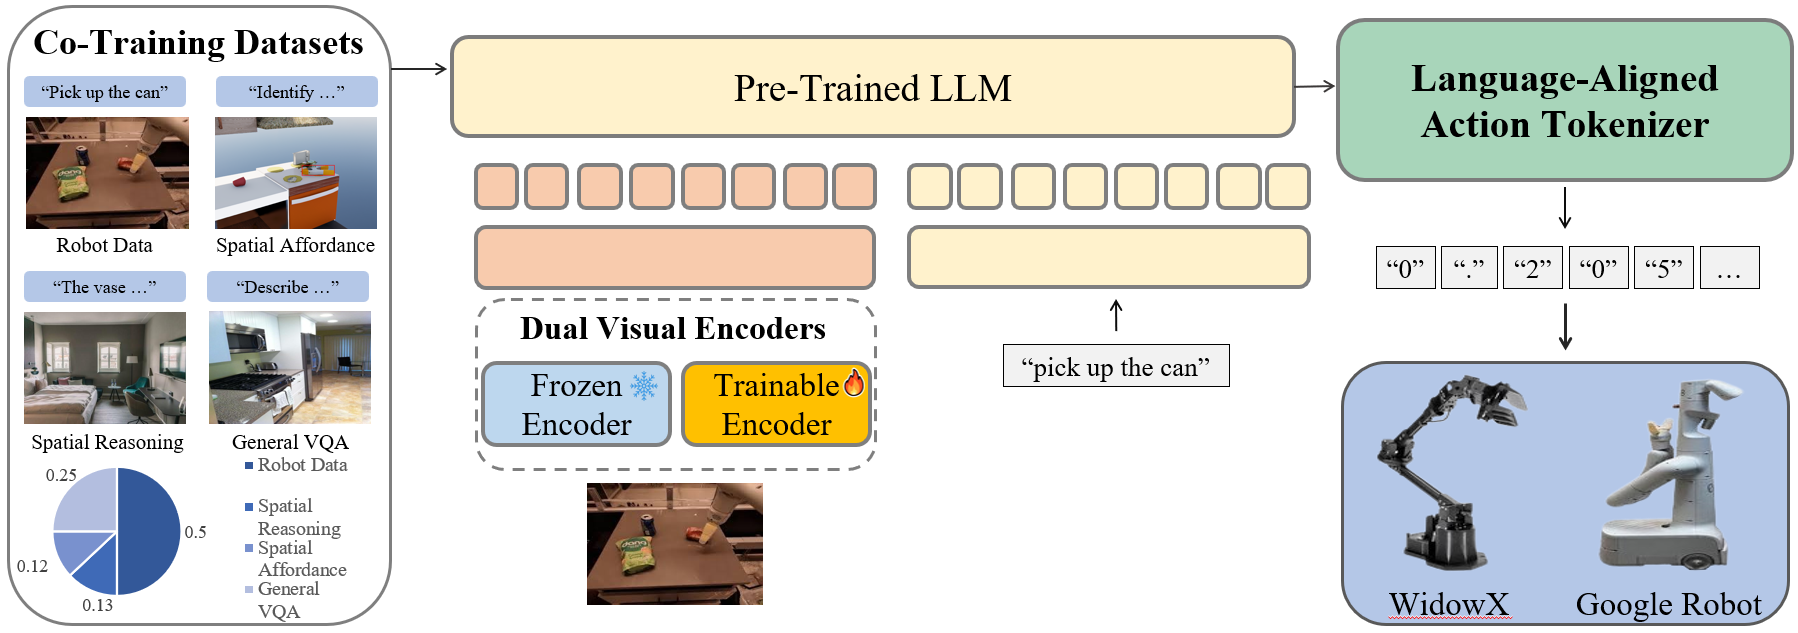 Co-Training Datasets
“Pick up the can”
“Identify ...”
Robot Data
Spatial Affordance
“The vase ...”
“Describe ...”
Spatial Reasoning
General VQA
0.25
0.5
0.12
0.13
Robot Data
Spatial
Reasoning
Spatial
Affordance
General
VQA
Pre-Trained LLM
Dual Visual Encoders
Frozen
Encoder
Trainable
Encoder
“pick up the can”
Language-Aligned
Action Tokenizer
“0” “.” “2” “0” “5” ...
WidowX
Google Robot